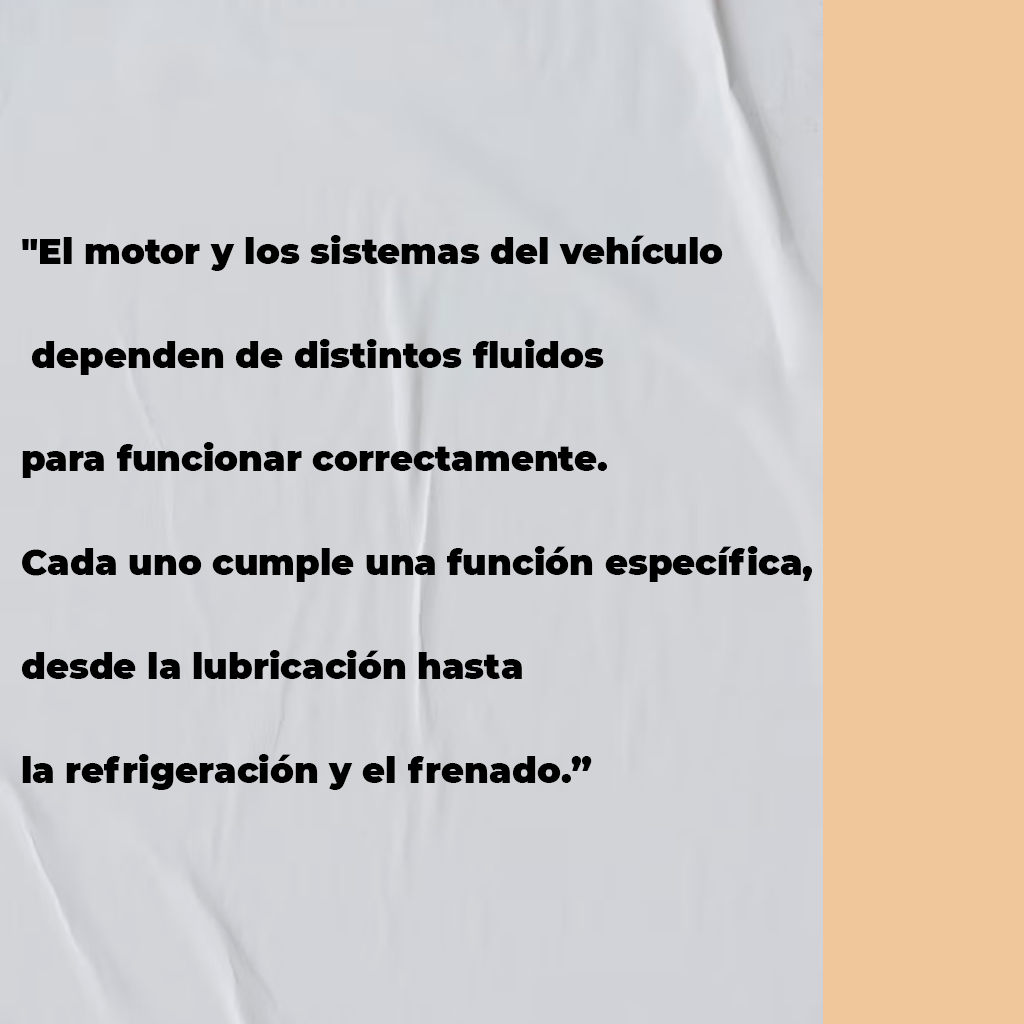 "El motor y los sistemas del vehículo
dependen de distintos fluidos
para funcionar correctamente.
Cada uno cumple una función específica,
desde la lubricación hasta
la refrigeración y el frenado.”